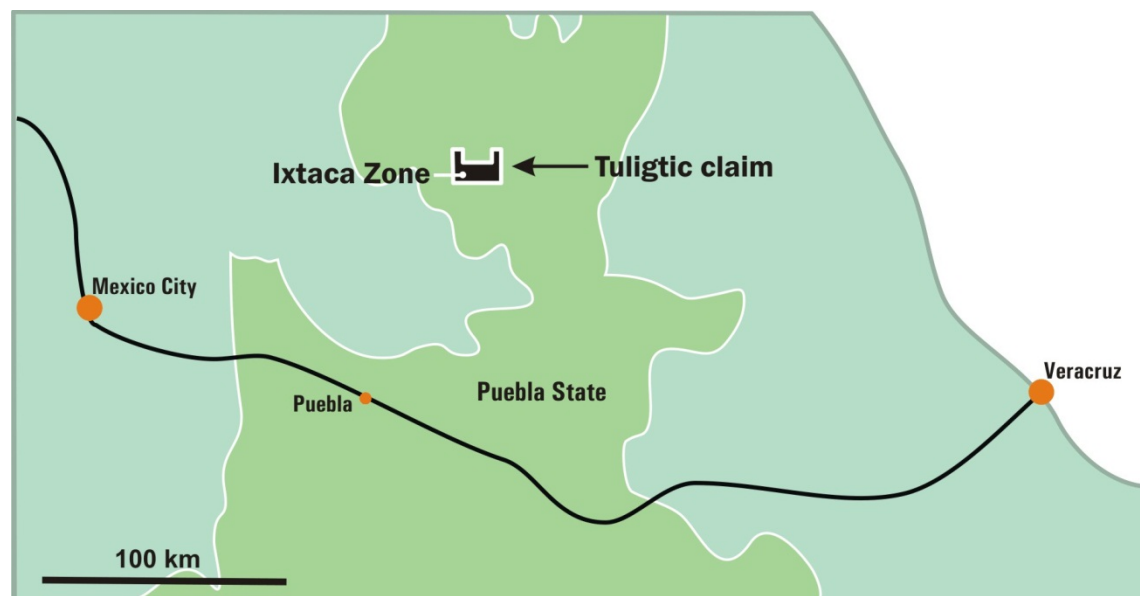 Ixtaca Zone
Tuligtic claim
Mexico City
Puebla
Puebla State
Veracruz
100 km